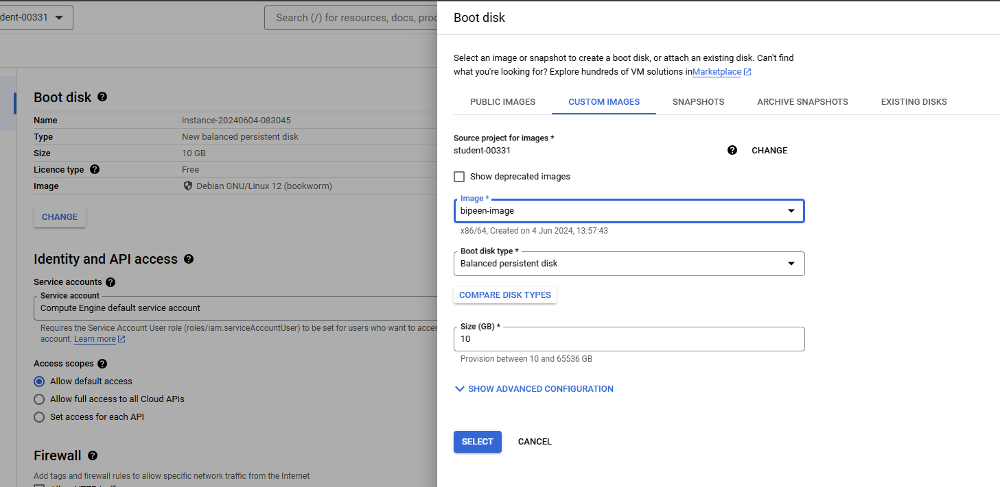 dent-00331
Search (/) for resources, docs, prod
Boot disk
Name instance-20240604-083045
Type New balanced persistent disk
Size 10 GB
Licence type Free
Image Debian GNU/Linux 12 (bookworm)
CHANGE
Identity and API access
Service accounts
Service account
Compute Engine default service account
Requires the Service Account User role (roles/iam.serviceAccountUser) to be set for users who want to acce
account. Learn more
Access scopes
Allow default access
Allow full access to all Cloud APIs
Set access for each API
Firewall
Add tags and firewall rules to allow specific network traffic from the Internet
Boot disk
Select an image or snapshot to create a boot disk, or attach an existing disk. Can't find
what you're looking for? Explore hundreds of VM solutions inMarketplace
PUBLIC IMAGES CUSTOM IMAGES SNAPSHOTS ARCHIVE SNAPSHOTS EXISTING DISKS
Source project for images *
student-00331 CHANGE
Show deprecated images
Image *
bipeen-image
x86/64, Created on 4 Jun 2024, 13:57:43
Boot disk type *
Balanced persistent disk
COMPARE DISK TYPES
Size (GB) *
10
Provision between 10 and 65536 GB
SHOW ADVANCED CONFIGURATION
SELECT CANCEL